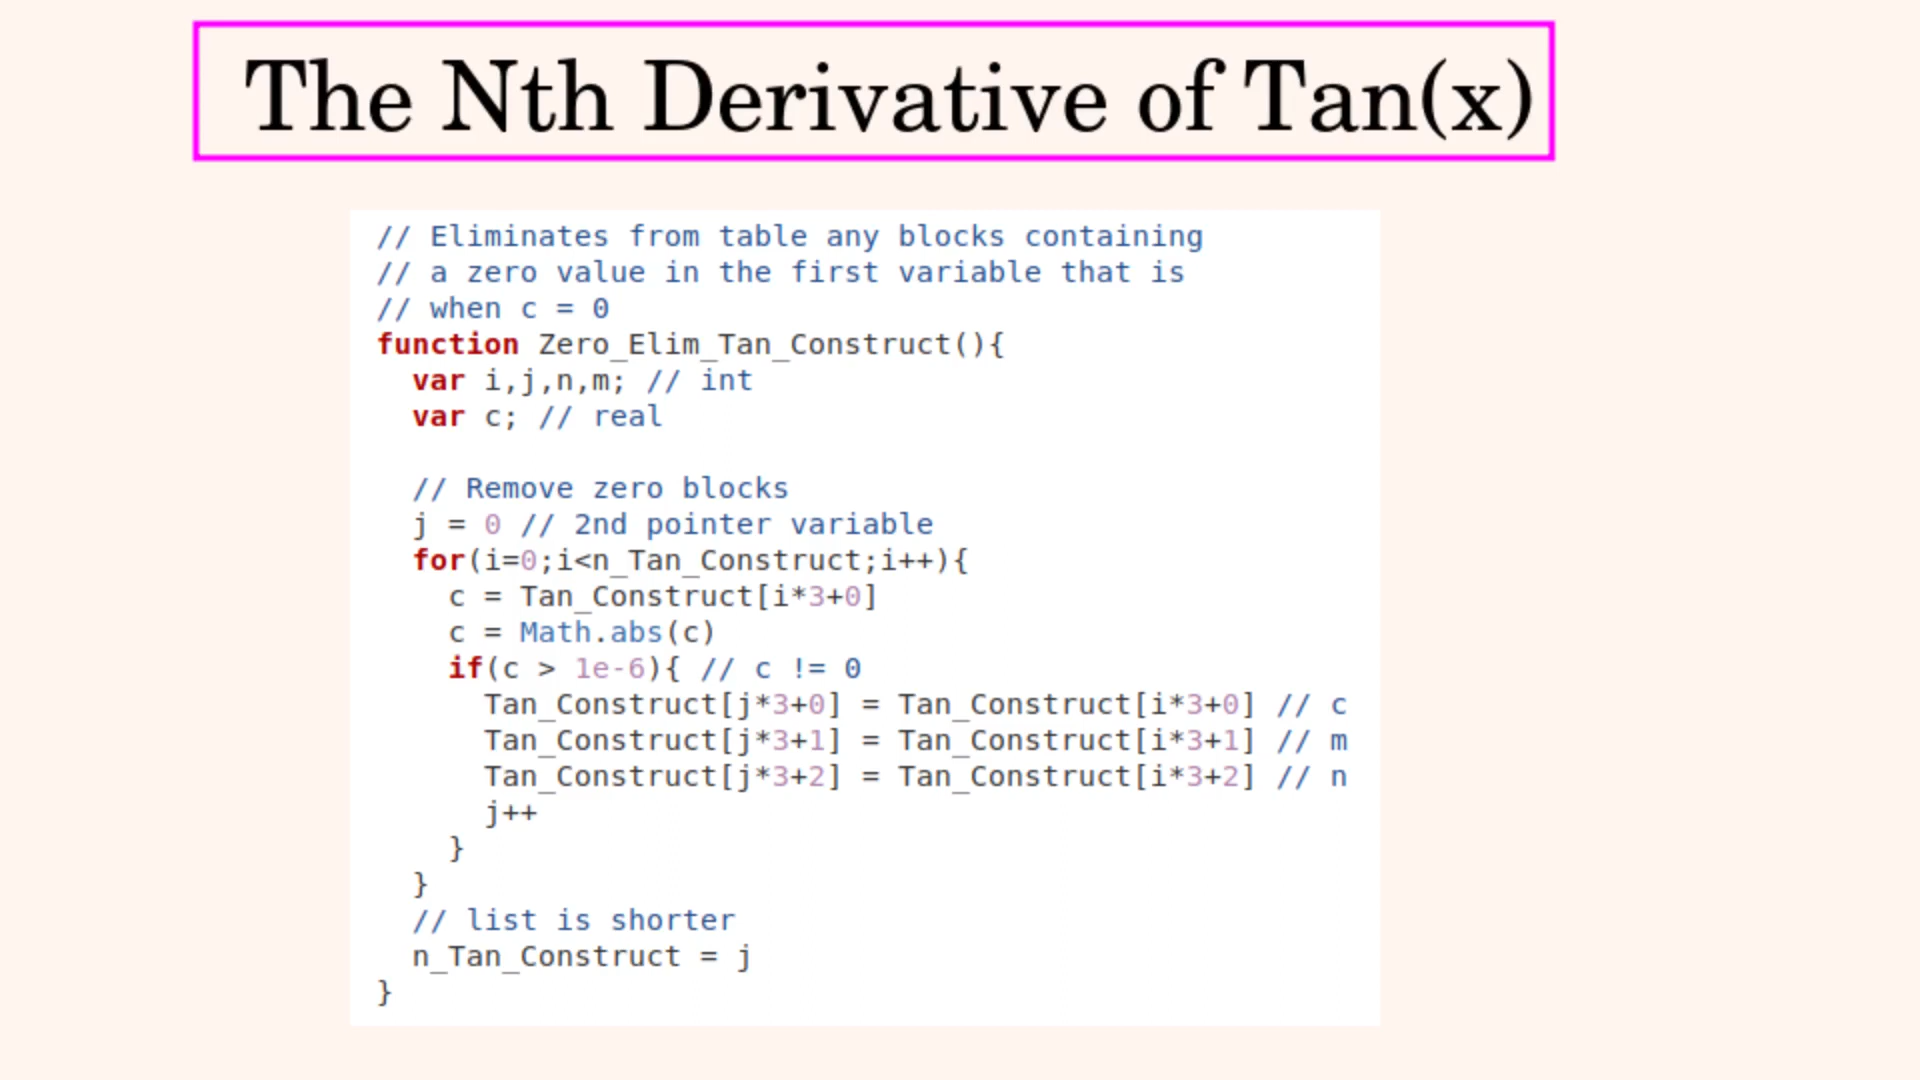 The Nth Derivative of Tan(x)
// Eliminates from table any blocks containing
// a zero value in the first variable that is
// when c = 0
function Zero_Elim_Tan_Construct(){
  var i,j,n,m; // int
  var c; // real

  // Remove zero blocks
  j = 0 // 2nd pointer variable
  for(i=0;i<n_Tan_Construct;i++){
    c = Tan_Construct[i*3+0]
    c = Math.abs(c)
    if(c > 1e-6){ // c != 0
      Tan_Construct[j*3+0] = Tan_Construct[i*3+0] // c
      Tan_Construct[j*3+1] = Tan_Construct[i*3+1] // m
      Tan_Construct[j*3+2] = Tan_Construct[i*3+2] // n
      j++
    }
  }
  // list is shorter
  n_Tan_Construct = j
}